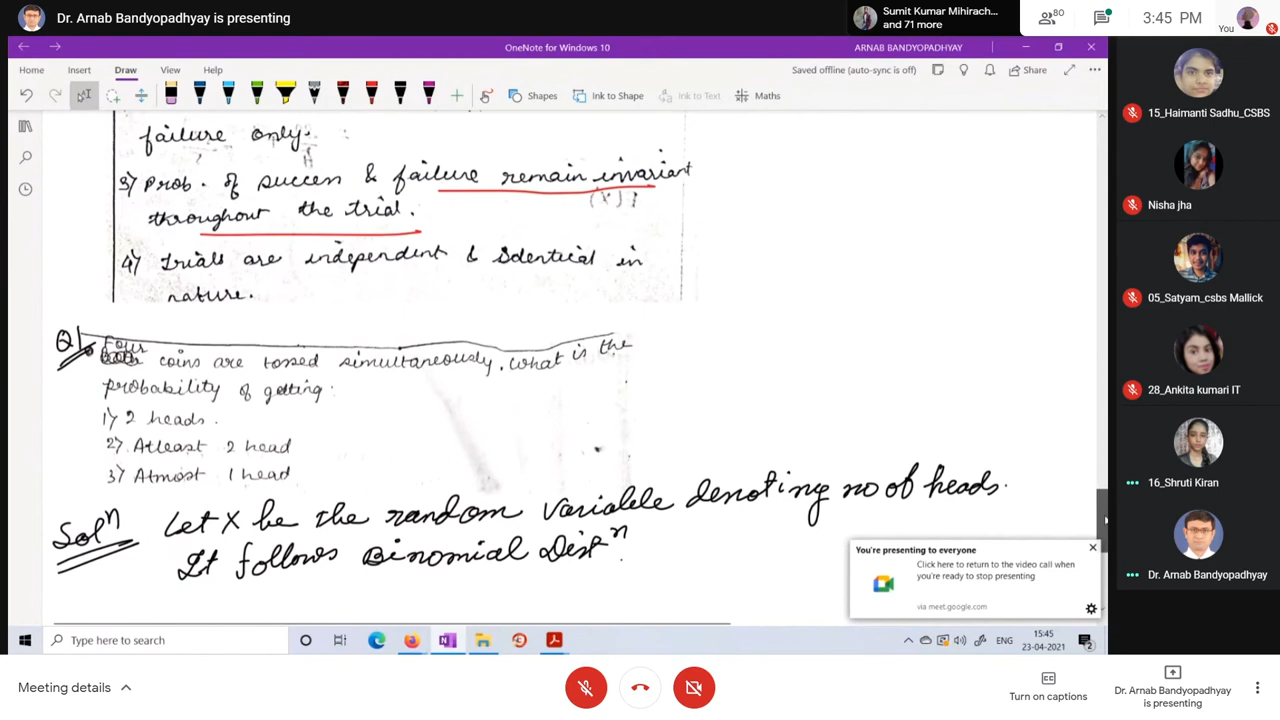 Dr. Arnab Bandyopadhyay is presenting
Sumit Kumar Mihirach...
and 71 more
80
3:45 PM
You
OneNote for Windows 10
ARNAB BANDYOPADHYAY
Home Insert Draw View Help
Saved offline (auto-sync is off)
Share
Shapes
Ink to Shape
Ink to Text
Maths
failure only.
3) Prob. of success & failure remain invariant
throughout the trial.
4) Trials are independent & identical in
nature.
Q1. Four coins are tossed simultaneously. What is the
probability of getting:
1) 2 heads.
2) Atleast 2 head
3) Atmost 1 head
Solⁿ Let X be the random variable denoting no of heads.
It follows Binomial Distⁿ.
You're presenting to everyone
Click here to return to the video call when
you're ready to stop presenting
via meet.google.com
Type here to search
ENG
15:45
23-04-2021
2
15_Haimanti Sadhu_CSBS
Nisha jha
05_Satyam_csbs Mallick
28_Ankita kumari IT
16_Shruti Kiran
Dr. Arnab Bandyopadhyay
Meeting details
Turn on captions
Dr. Arnab Bandyopadhyay
is presenting